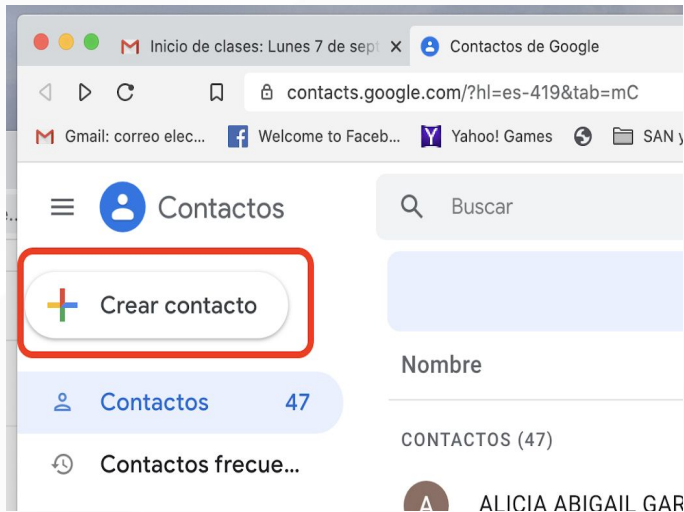 Inicio de clases: Lunes 7 de sept
Contactos de Google
contacts.google.com/?hl=es-419&tab=mC
Gmail: correo elec... Welcome to Faceb... Yahoo! Games SAN y
Contactos
Buscar
Crear contacto
Nombre
Contactos 47
CONTACTOS (47)
Contactos frecue...
A ALICIA ABIGAIL GAR